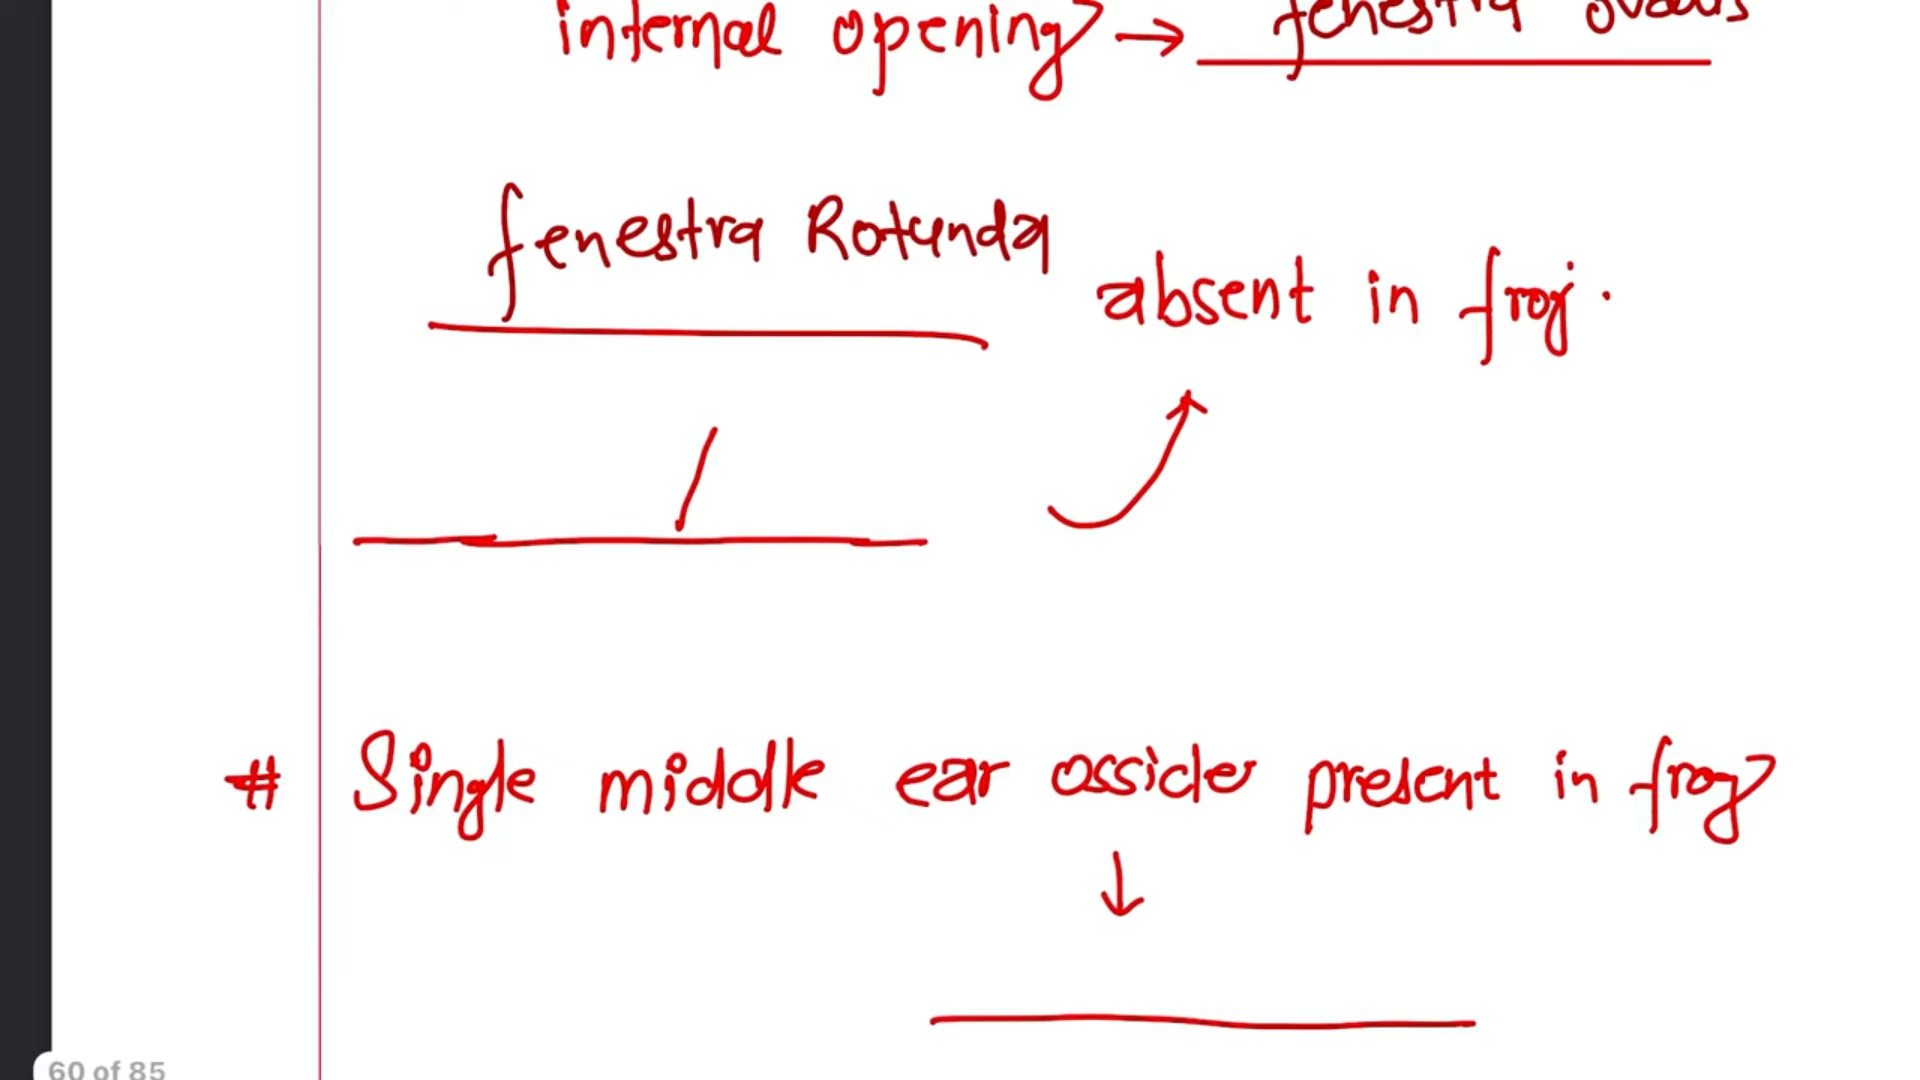 internal opening → fenestra ovalis
fenestra Rotunda
absent in frog.
# Single middle ear ossicle present in frog
↓
60 of 85